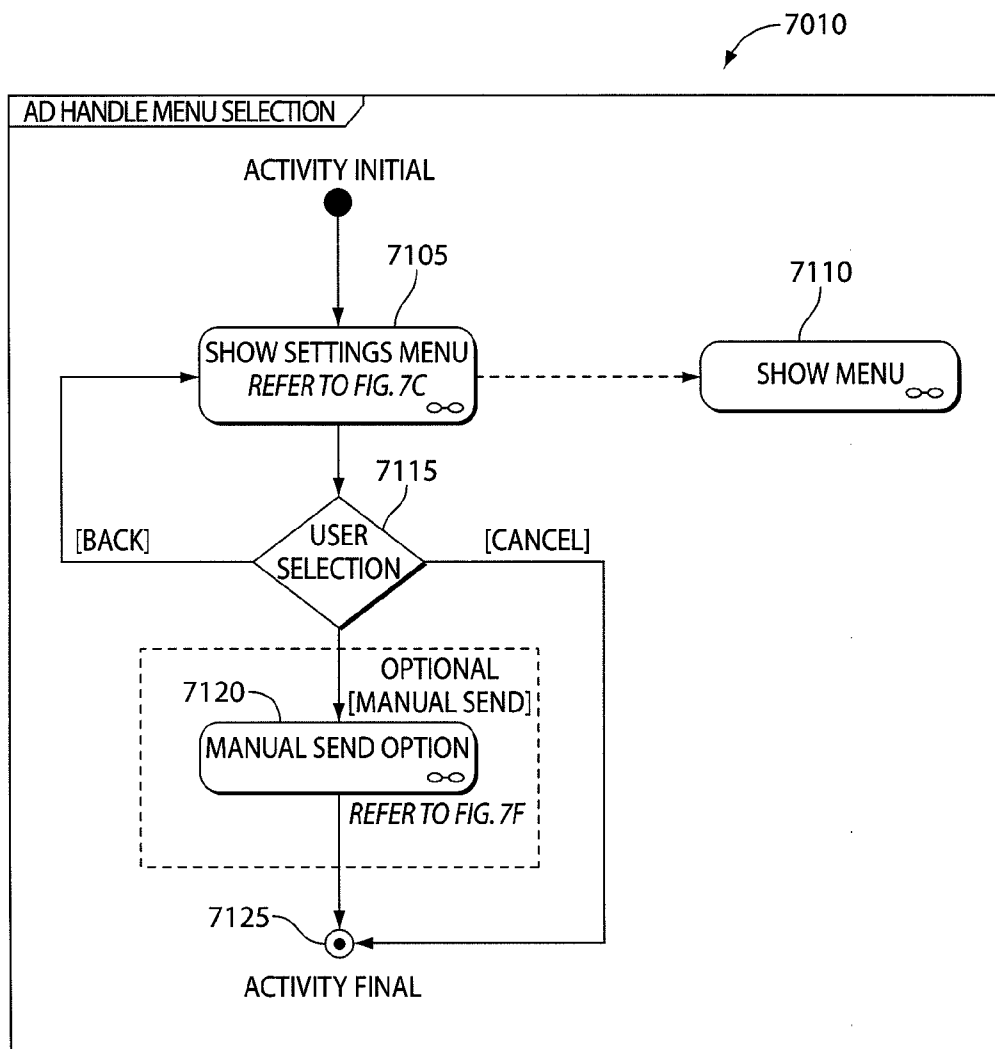 7010
AD HANDLE MENU SELECTION
ACTIVITY INITIAL
7105
SHOW SETTINGS MENU
REFER TO FIG. 7C
7110
SHOW MENU
7115
USER
SELECTION
[BACK]
[CANCEL]
OPTIONAL
[MANUAL SEND]
7120
MANUAL SEND OPTION
REFER TO FIG. 7F
7125
ACTIVITY FINAL